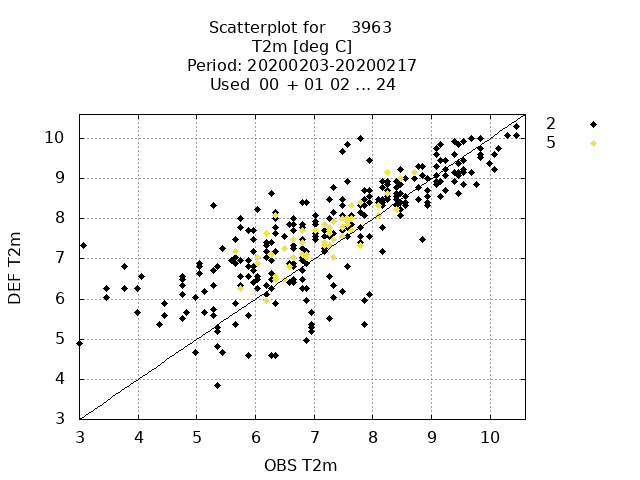 Scatterplot for 3963
T2m [deg C]
Period: 20200203-20200217
Used 00 + 01 02 ... 24
2
5
DEF T2m
10
9
8
7
6
5
4
3
3 4 5 6 7 8 9 10
OBS T2m